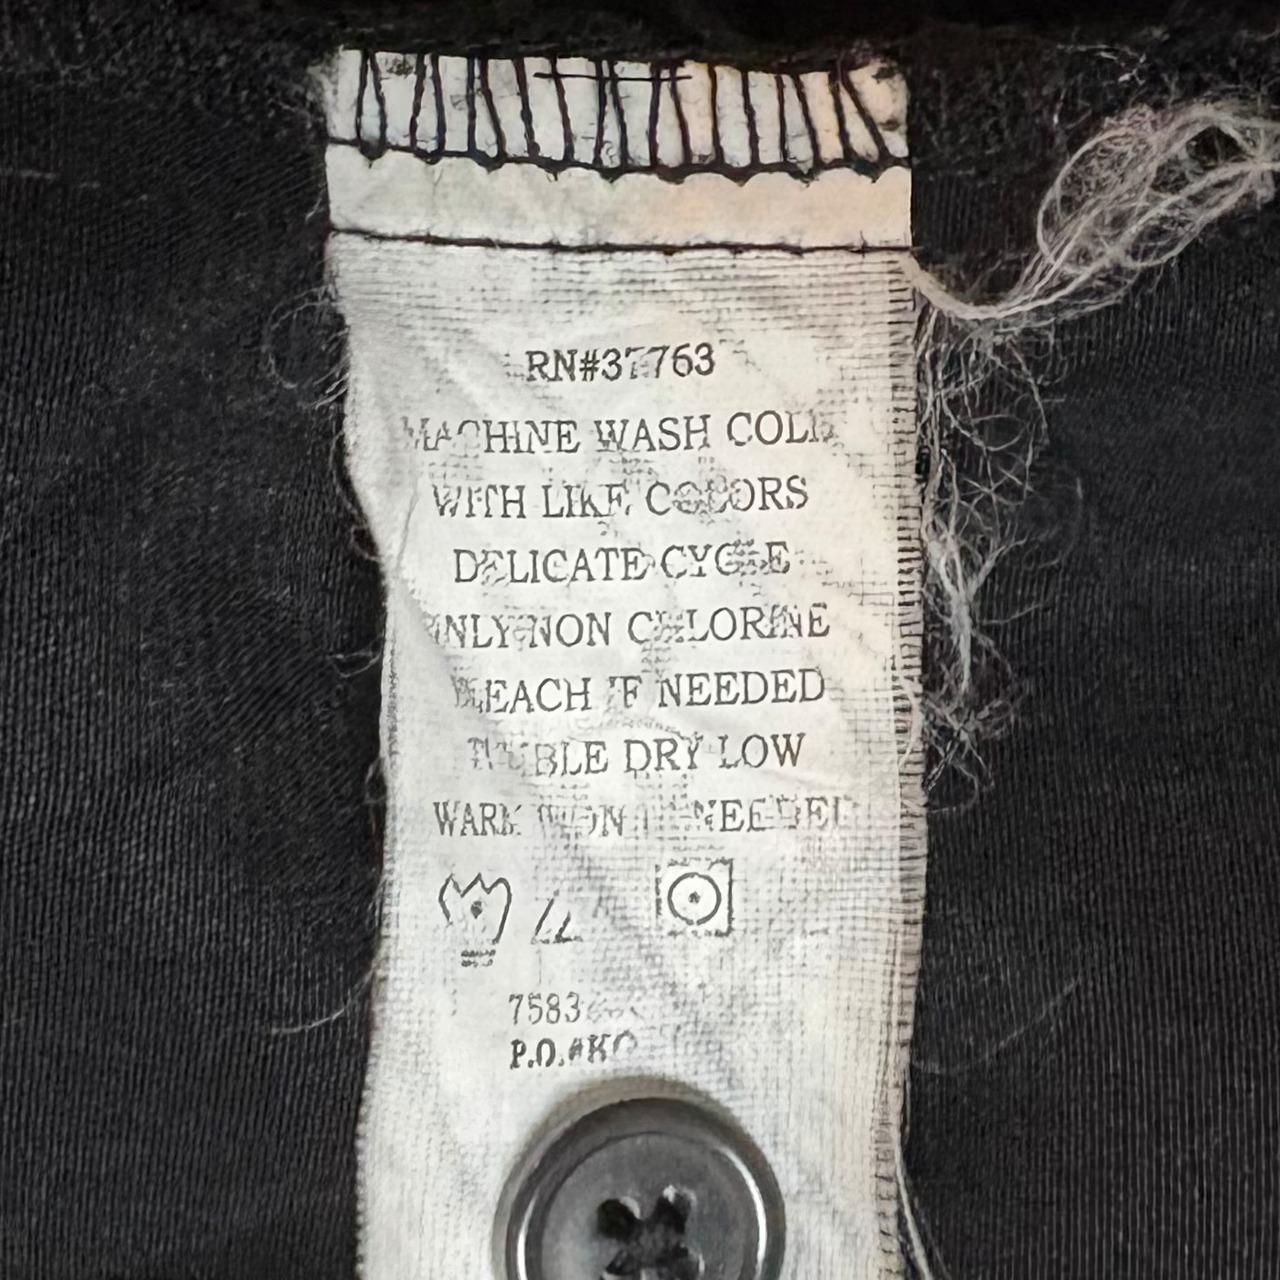 RN#37763
MACHINE WASH COLD
WITH LIKE COLORS
DELICATE CYCLE
ONLY NON CHLORINE
BLEACH IF NEEDED
TUMBLE DRY LOW
WARM IRON IF NEEDED
7583
P.O.#